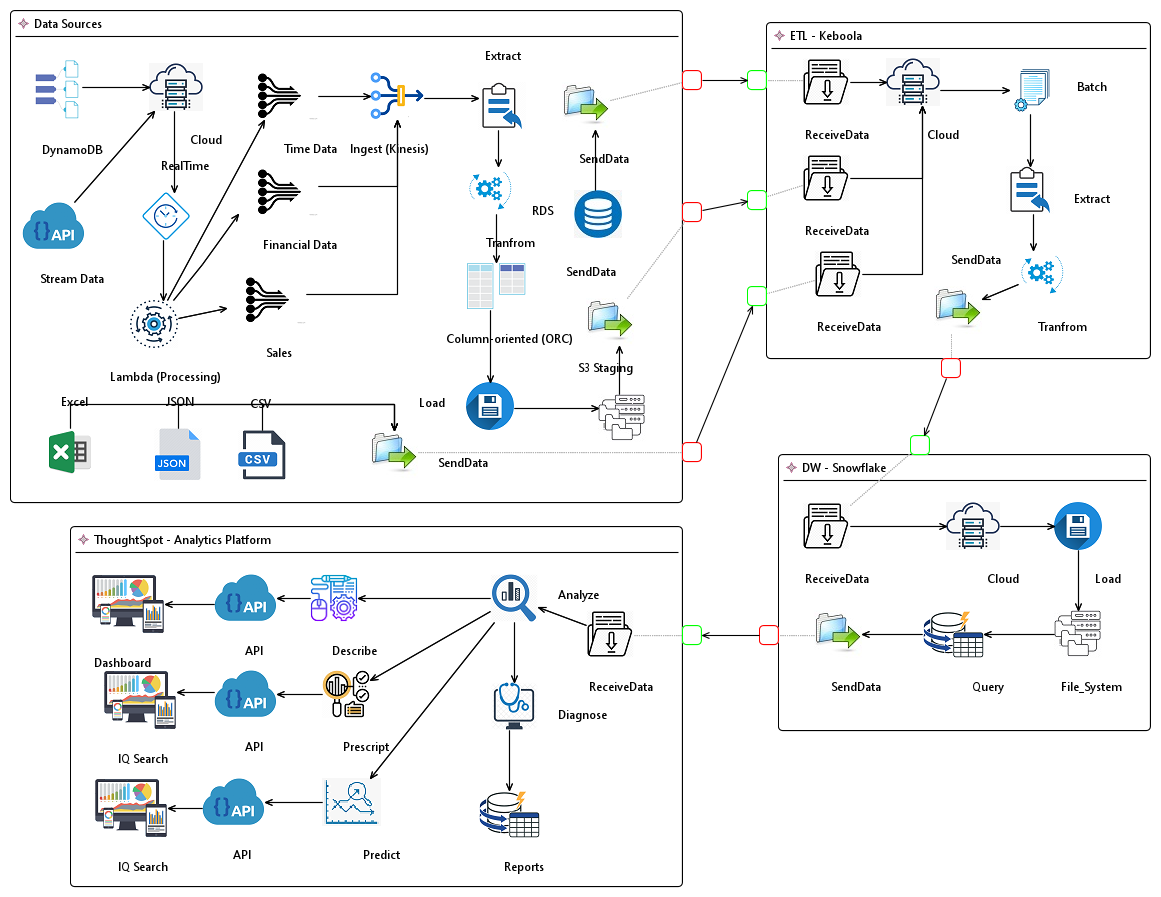 Data Sources
Extract
DynamoDB
Cloud
RealTime
Time Data
Ingest (Kinesis)
SendData
API
Stream Data
Financial Data
Tranfrom
RDS
SendData
Column-oriented (ORC)
Sales
Lambda (Processing)
S3 Staging
Excel
JSON
CSV
Load
X
JSON
CSV
SendData
ETL - Keboola
Batch
ReceiveData
Cloud
Extract
ReceiveData
SendData
ReceiveData
Tranfrom
DW - Snowflake
ReceiveData
Cloud
Load
SendData
Query
File_System
ThoughtSpot - Analytics Platform
API
Analyze
API
Describe
Dashboard
ReceiveData
API
Diagnose
API
Prescript
IQ Search
API
API
Predict
IQ Search
Reports